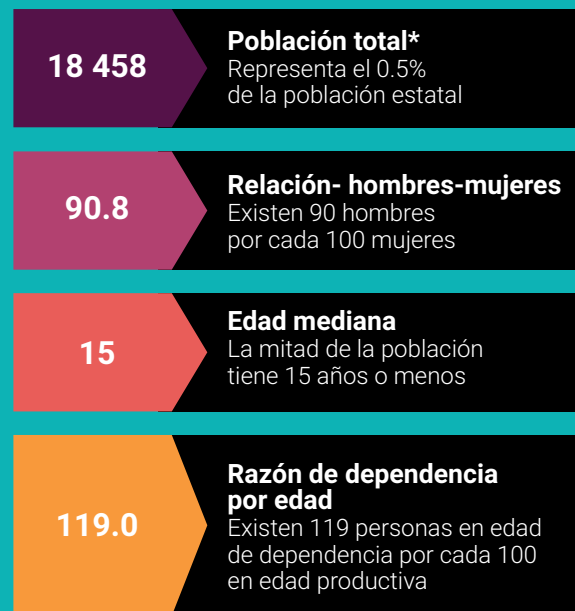 18 458
Población total*
Representa el 0.5%
de la población estatal
90.8
Relación- hombres-mujeres
Existen 90 hombres
por cada 100 mujeres
15
Edad mediana
La mitad de la población
tiene 15 años o menos
119.0
Razón de dependencia
por edad
Existen 119 personas en edad
de dependencia por cada 100
en edad productiva